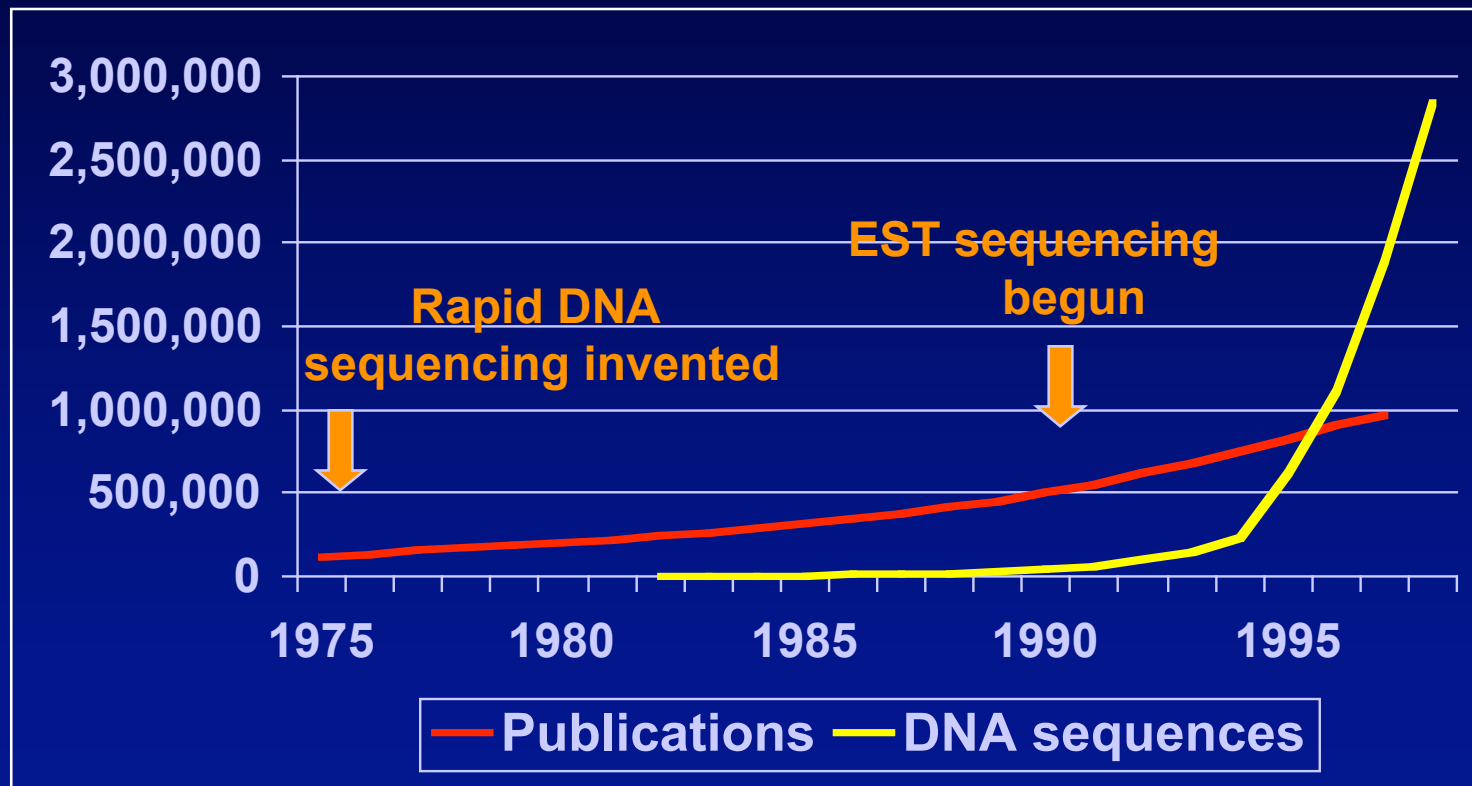 3,000,000
2,500,000
2,000,000
1,500,000
1,000,000
500,000
0
EST sequencing
begun
Rapid DNA
sequencing invented
1975 1980 1985 1990 1995
Publications DNA sequences